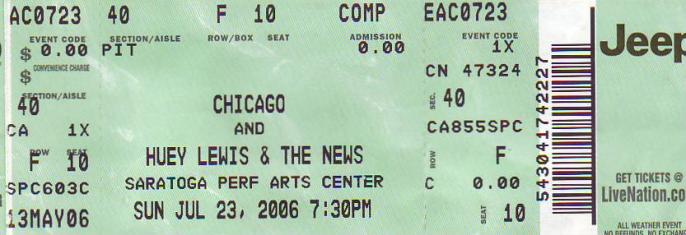 AC0723 40 F 10 COMP EAC0723
EVENT CODE SECTION/AISLE ROW/BOX SEAT ADMISSION EVENT CODE
$ 0.00 PIT 0.00 1X
$ CONVENIENCE CHARGE
CN 47324
SECTION/AISLE
40
CHICAGO
SEC. 40
CA 1X
AND
CA855SPC
ROW SEAT
F 10
HUEY LEWIS & THE NEWS
ROW F
SPC603C
SARATOGA PERF ARTS CENTER
C 0.00
13MAY06
SUN JUL 23, 2006 7:30PM
SEAT 10
543041742227
Jeep
GET TICKETS @
LiveNation.co
ALL WEATHER EVENT
NO REFUNDS, NO EXCHANG